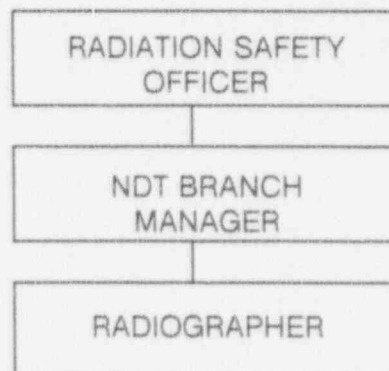 RADIATION SAFETY
OFFICER
NDT BRANCH
MANAGER
RADIOGRAPHER